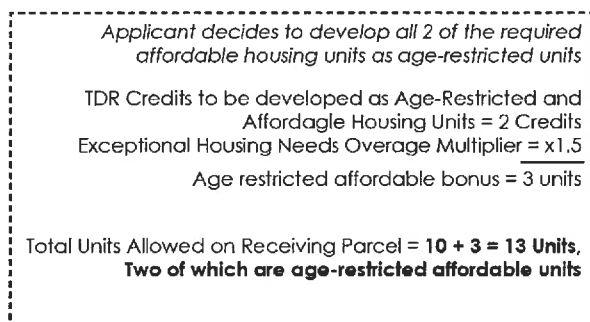 Applicant decides to develop all 2 of the required
affordable housing units as age-restricted units
TDR Credits to be developed as Age-Restricted and
Affordagle Housing Units = 2 Credits
Exceptional Housing Needs Overage Multiplier = x1.5
Age restricted affordable bonus = 3 units
Total Units Allowed on Receiving Parcel = 10 + 3 = 13 Units,
Two of which are age-restricted affordable units